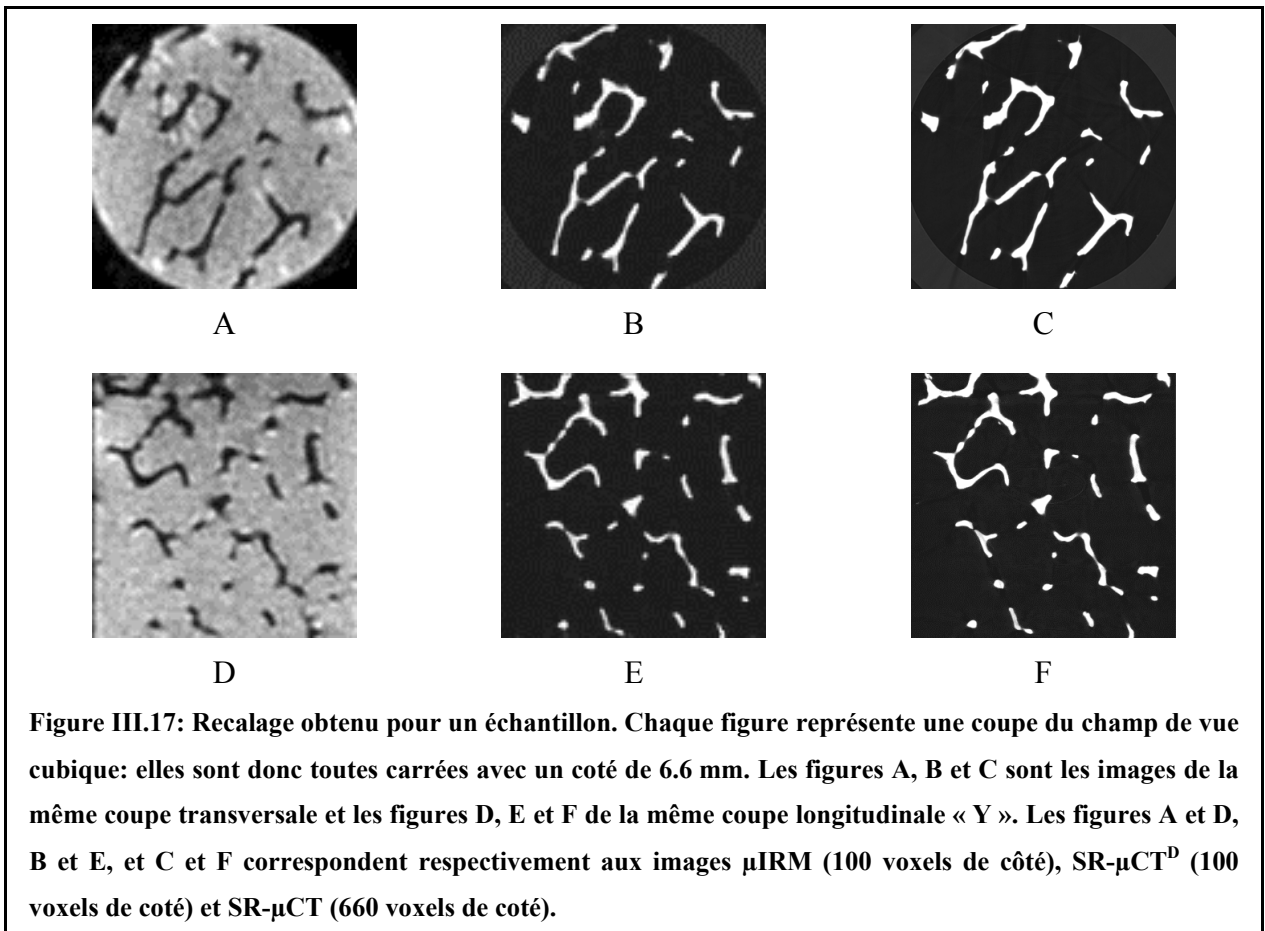 A B C
D E F
Figure III.17: Recalage obtenu pour un échantillon. Chaque figure représente une coupe du champ de vue
cubique: elles sont donc toutes carrées avec un coté de 6.6 mm. Les figures A, B et C sont les images de la
même coupe transversale et les figures D, E et F de la même coupe longitudinale « Y ». Les figures A et D,
B et E, et C et F correspondent respectivement aux images µIRM (100 voxels de côté), SR-µCTᴰ (100
voxels de coté) et SR-µCT (660 voxels de coté).